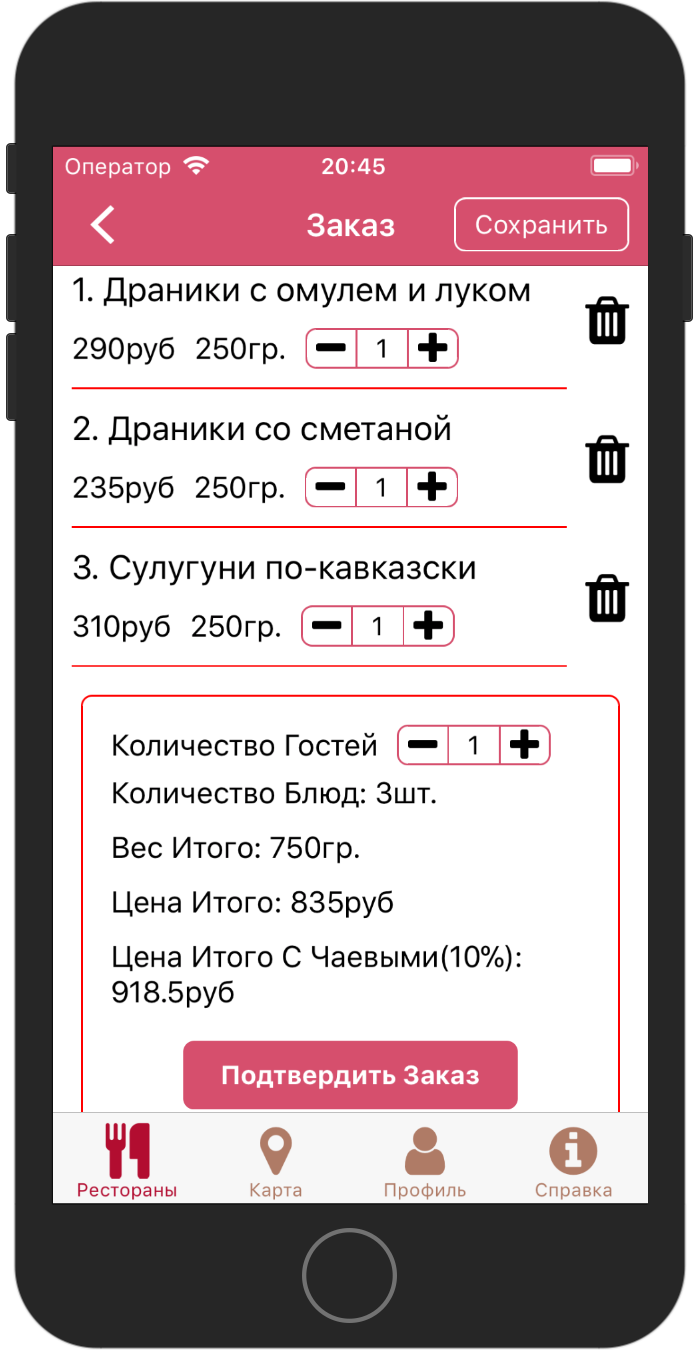 Оператор 20:45
Заказ Сохранить
1. Драники с омулем и луком
290руб 250гр. 1
2. Драники со сметаной
235руб 250гр. 1
3. Сулугуни по-кавказски
310руб 250гр. 1
Количество Гостей 1
Количество Блюд: 3шт.
Вес Итого: 750гр.
Цена Итого: 835руб
Цена Итого С Чаевыми(10%):
918.5руб
Подтвердить Заказ
Рестораны Карта Профиль Справка